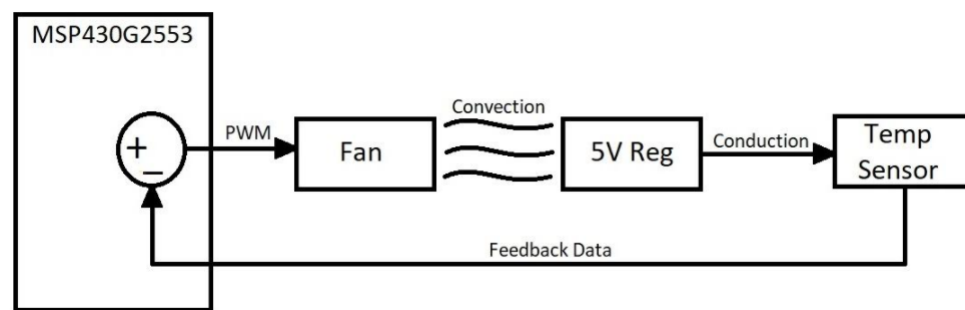 MSP430G2553
+
−
PWM
Fan
Convection
5V Reg
Conduction
Temp
Sensor
Feedback Data